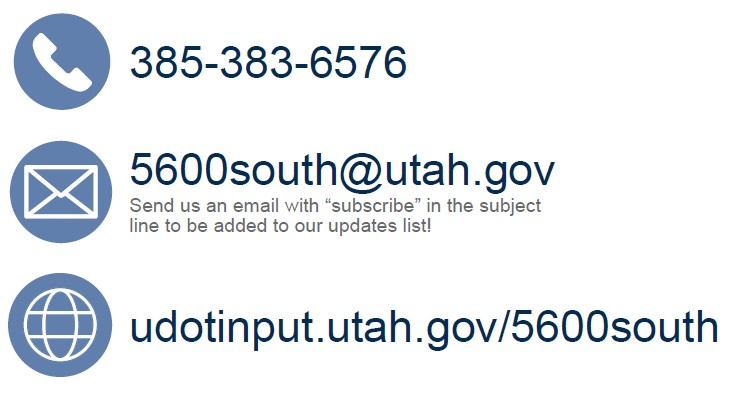 385-383-6576
5600south@utah.gov
Send us an email with “subscribe” in the subject
line to be added to our updates list!
udotinput.utah.gov/5600south